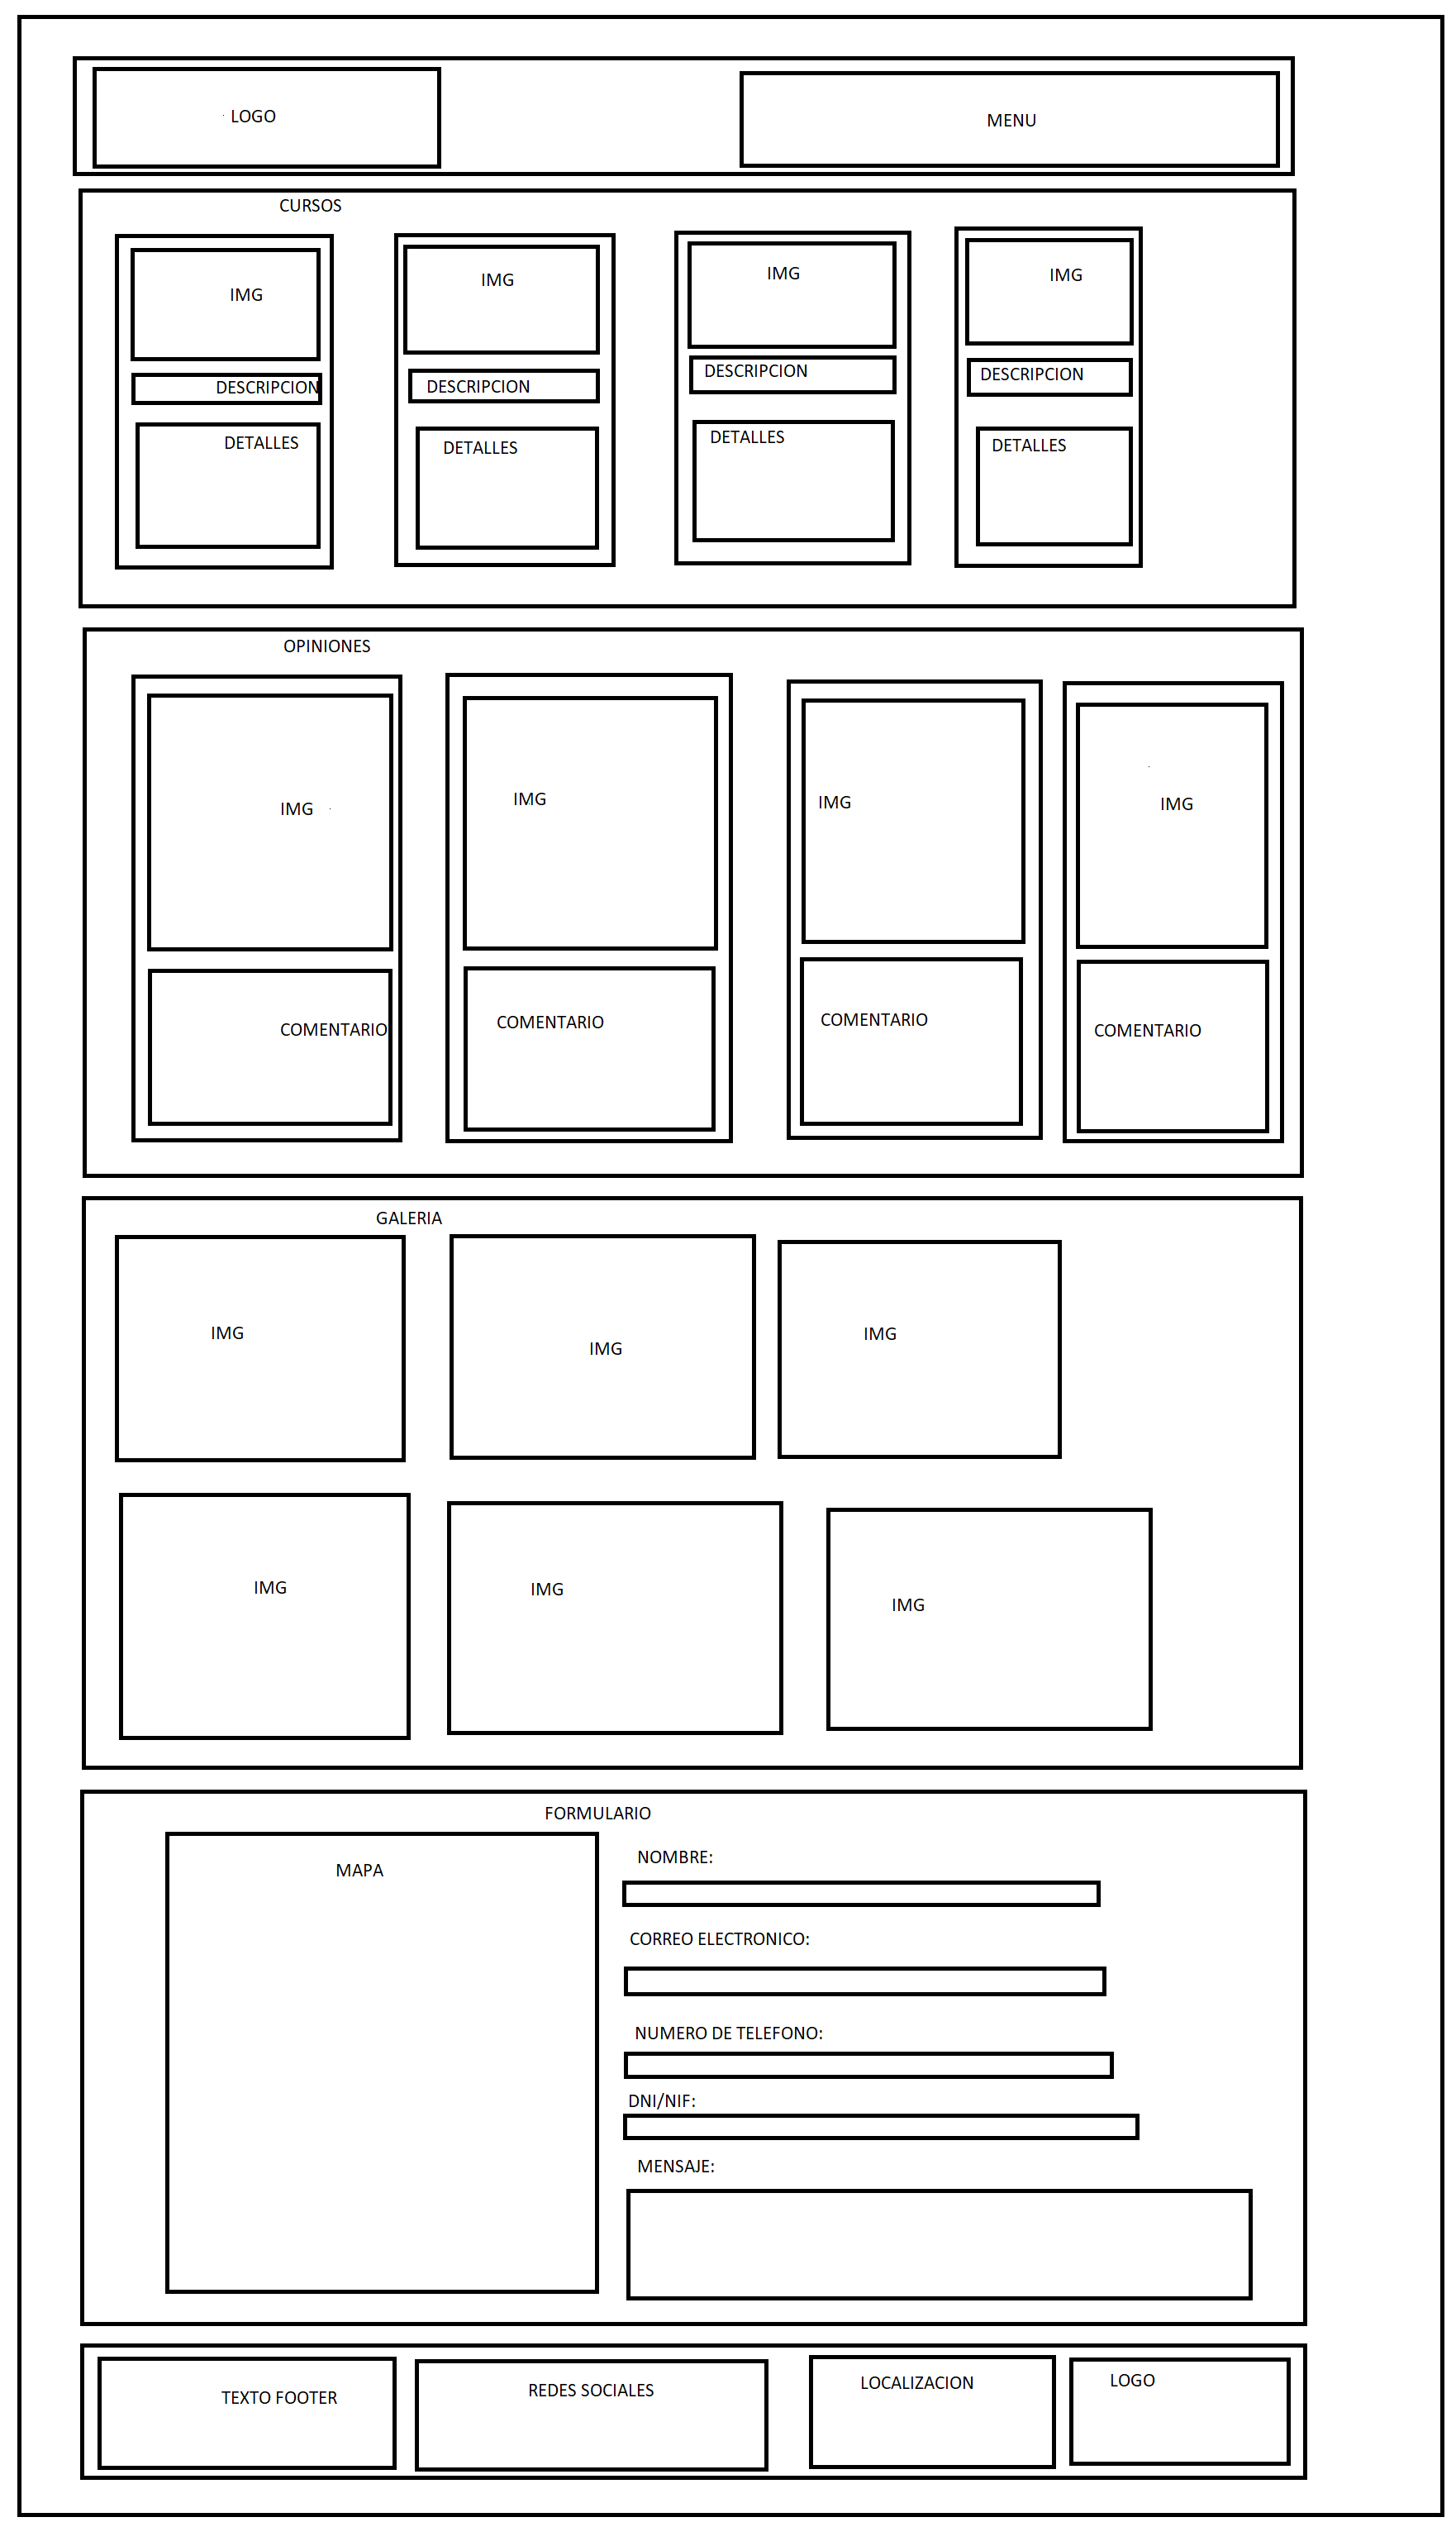 LOGO
MENU
CURSOS
IMG
IMG
IMG
IMG
DESCRIPCION
DESCRIPCION
DESCRIPCION
DESCRIPCION
DETALLES
DETALLES
DETALLES
DETALLES
OPINIONES
IMG
IMG
IMG
IMG
COMENTARIO
COMENTARIO
COMENTARIO
COMENTARIO
GALERIA
IMG
IMG
IMG
IMG
IMG
IMG
FORMULARIO
MAPA
NOMBRE:
CORREO ELECTRONICO:
NUMERO DE TELEFONO:
DNI/NIF:
MENSAJE:
TEXTO FOOTER
REDES SOCIALES
LOCALIZACION
LOGO